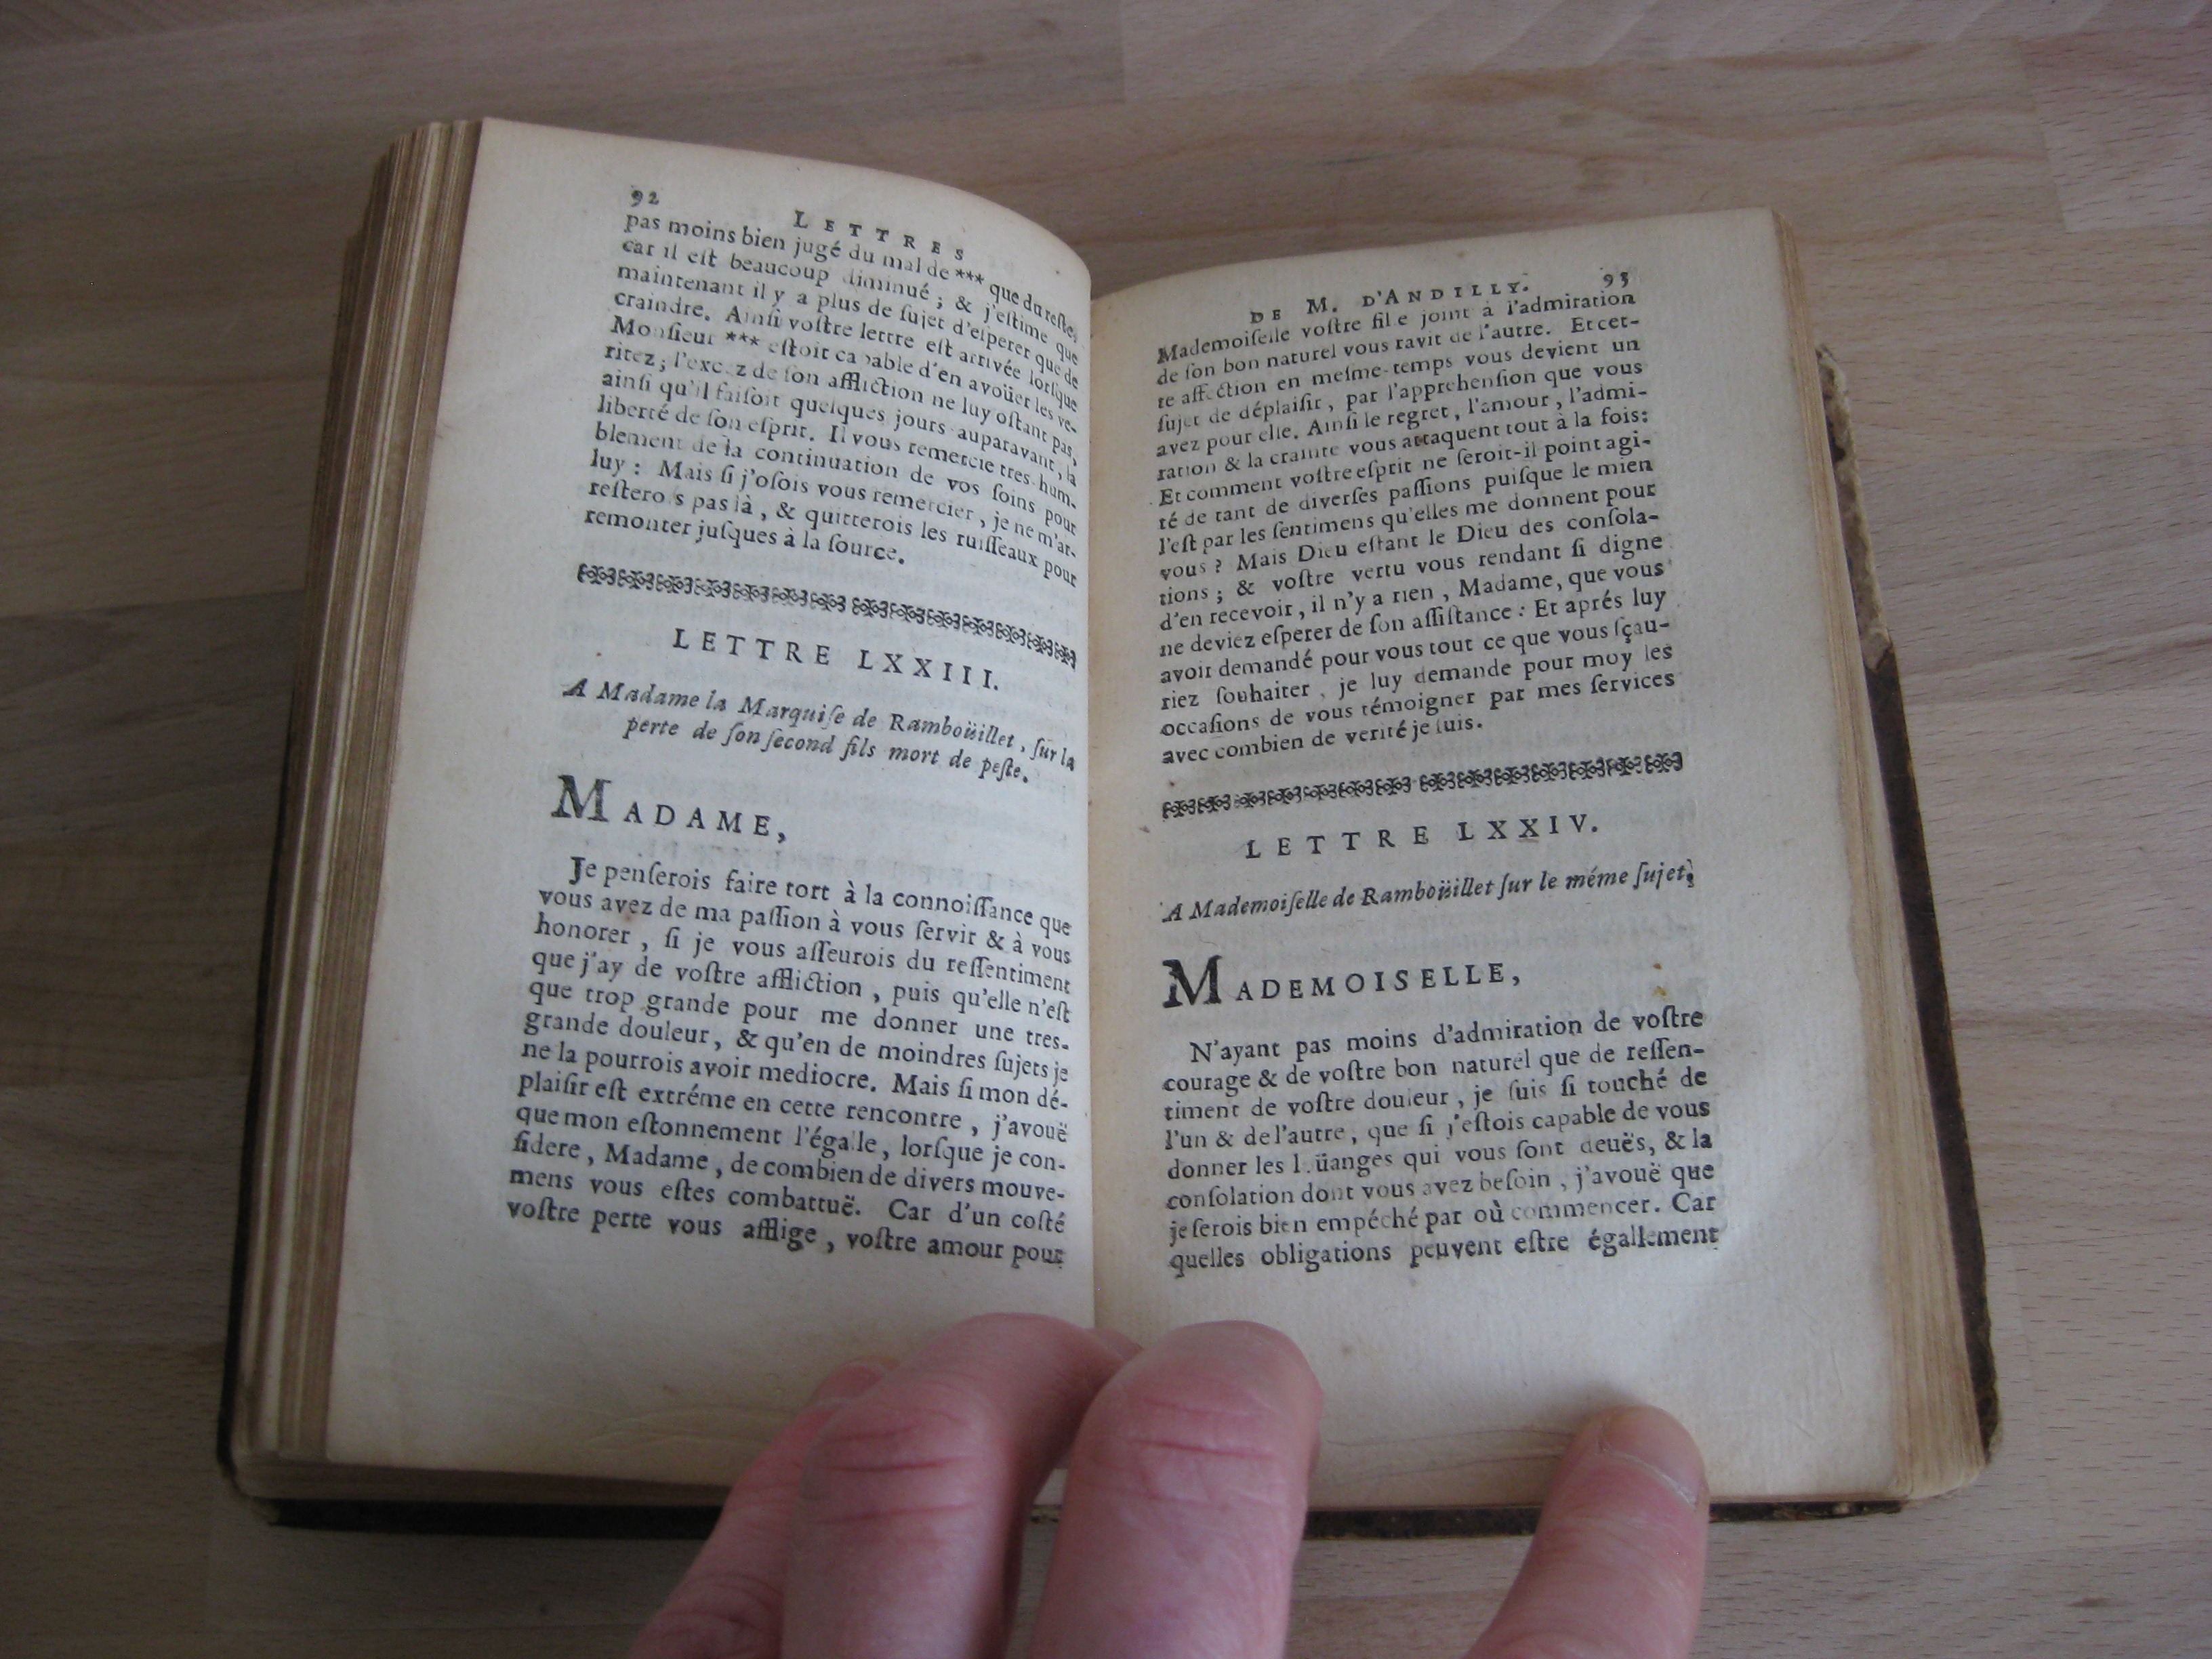 92 LETTRES
pas moins bien jugé du mal de *** que du reste,
car il eſt beaucoup diminué ; & j'eſtime que
maintenant il y a plus de ſujet d'eſperer que de
craindre. Ainſi voſtre lettre eſt arrivée lorſque
Monſieur *** eſtoit capable d'en avoüer les ve-
ritez ; l'excez de ſon affliction ne luy oſtant pas,
ainſi qu'il faiſoit quelques jours auparavant, la
liberté de ſon eſprit. Il vous remercie tres-hum-
blement de la continuation de vos ſoins pour
luy : Mais ſi j'oſois vous remercier, je ne m'ar-
reſterois pas là, & quitterois les ruiſſeaux pour
remonter juſques à la ſource.
LETTRE LXXIII.
A Madame la Marquiſe de Ramboüillet, ſur la
perte de ſon ſecond fils mort de peſte.
MADAME,
Je penſerois faire tort à la connoiſſance que
vous avez de ma paſſion à vous ſervir & à vous
honorer, ſi je vous aſſeurois du reſſentiment
que j'ay de voſtre affliction, puis qu'elle n'eſt
que trop grande pour me donner une tres-
grande douleur, & qu'en de moindres ſujets je
ne la pourrois avoir mediocre. Mais ſi mon dé-
plaiſir eſt extréme en cette rencontre, j'avouë
que mon eſtonnement l'égalle, lorſque je con-
ſidere, Madame, de combien de divers mouve-
mens vous eſtes combattuë. Car d'un coſté
voſtre perte vous afflige, voſtre amour pour
DE M. D'ANDILLY. 93
Mademoiſelle voſtre fille joint à l'admiration
de ſon bon naturel vous ravit de l'autre. Et cet-
te affection en meſme-temps vous devient un
ſujet de déplaiſir, par l'apprehenſion que vous
avez pour elle. Ainſi le regret, l'amour, l'admi-
ration & la crainte vous attaquent tout à la fois:
Et comment voſtre eſprit ne ſeroit-il point agi-
té de tant de diverſes paſſions puiſque le mien
l'eſt par les ſentimens qu'elles me donnent pour
vous ? Mais Dieu eſtant le Dieu des conſola-
tions ; & voſtre vertu vous rendant ſi digne
d'en recevoir, il n'y a rien, Madame, que vous
ne deviez eſperer de ſon aſſiſtance : Et aprés luy
avoir demandé pour vous tout ce que vous ſçau-
riez ſouhaiter, je luy demande pour moy les
occaſions de vous témoigner par mes ſervices
avec combien de verité je ſuis.
LETTRE LXXIV.
A Mademoiſelle de Ramboüillet ſur le méme ſujet.
MADEMOISELLE,
N'ayant pas moins d'admiration de voſtre
courage & de voſtre bon naturel que de reſſen-
timent de voſtre douleur, je ſuis ſi touché de
l'un & de l'autre, que ſi j'eſtois capable de vous
donner les loüanges qui vous ſont deuës, & la
conſolation dont vous avez beſoin, j'avouë que
je ſerois bien empéché par où commencer. Car
quelles obligations peuvent eſtre égallement